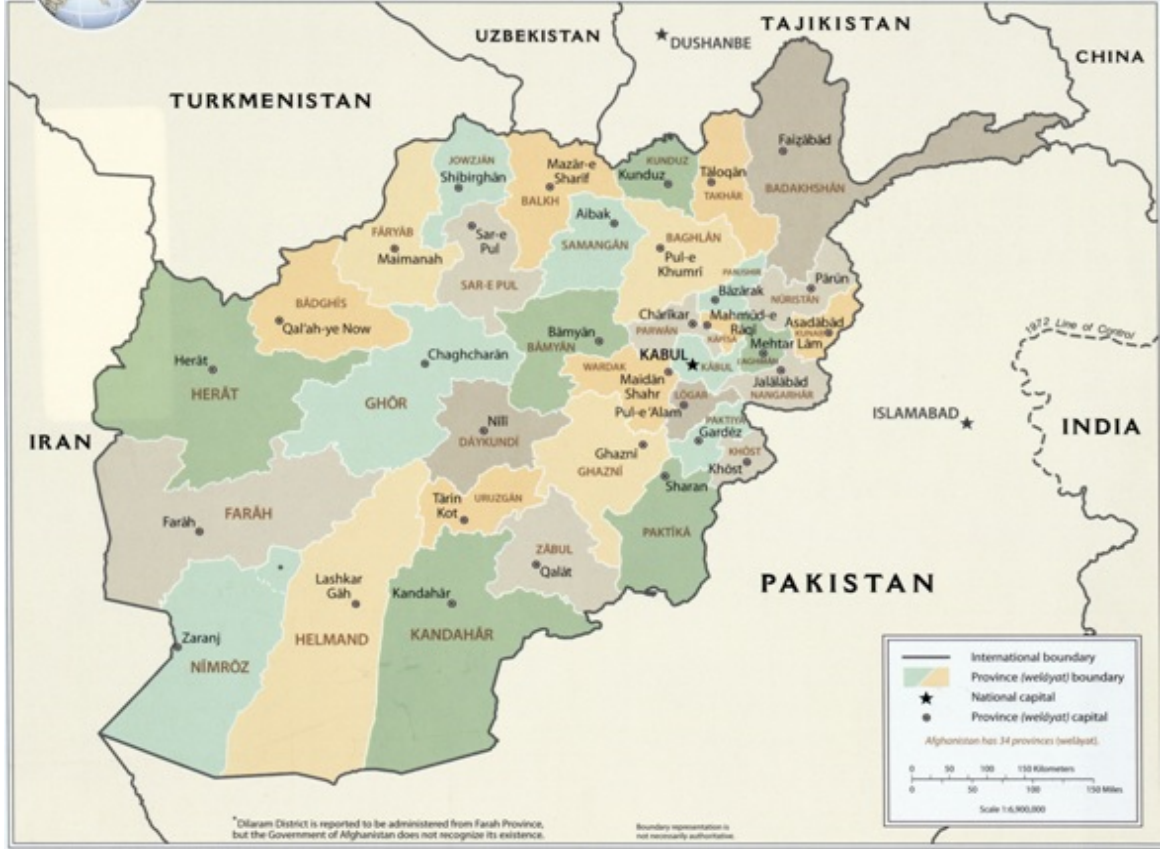 UZBEKISTAN
DUSHANBE
TAJIKISTAN
CHINA
TURKMENISTAN
Faizābād
BADAKHSHĀN
JOWZJĀN
Shibirghān
Mazār-e
Sharīf
BALKH
KUNDUZ
Kunduz
Tāloqān
TAKHĀR
FĀRYĀB
Maimanah
Sar-e
Pul
SAR-E PUL
Aibak
SAMANGĀN
BAGHLĀN
Pul-e
Khumrī
PANJSHIR
Bāzārak
Pārūn
NŪRISTĀN
BĀDGHĪS
Qal'ah-ye Now
Chārīkar
PARWĀN
Mahmūd-e
Rāqī
KĀPĪSA
Asadābād
KUNAR
Mehtar Lām
LAGHMĀN
1972 Line of Control
Herāt
HERĀT
Chaghcharān
GHŌR
Bāmyān
BĀMYĀN
KABUL
KĀBUL
WARDAK
Maidān
Shahr
Jalālābād
NANGARHĀR
LŌGAR
Pul-e 'Alam
ISLAMABAD
IRAN
INDIA
Nīlī
DĀYKUNDĪ
Ghaznī
GHAZNĪ
PAKTIYĀ
Gardēz
KHŌST
Khōst
Sharan
FARĀH
Farāh
Tārin
Kot
URUZGĀN
PAKTĪKĀ
ZĀBUL
Qalāt
Lashkar
Gāh
Kandahār
PAKISTAN
Zaranj
NĪMRŌZ
HELMAND
KANDAHĀR
International boundary
Province (welāyat) boundary
National capital
Province (welāyat) capital
Afghanistan has 34 provinces (welāyat).
0 50 100 150 Kilometers
0 50 100 150 Miles
Scale 1:6,900,000
*Dilaram District is reported to be administered from Farah Province,
but the Government of Afghanistan does not recognize its existence.
Boundary representation is
not necessarily authoritative.